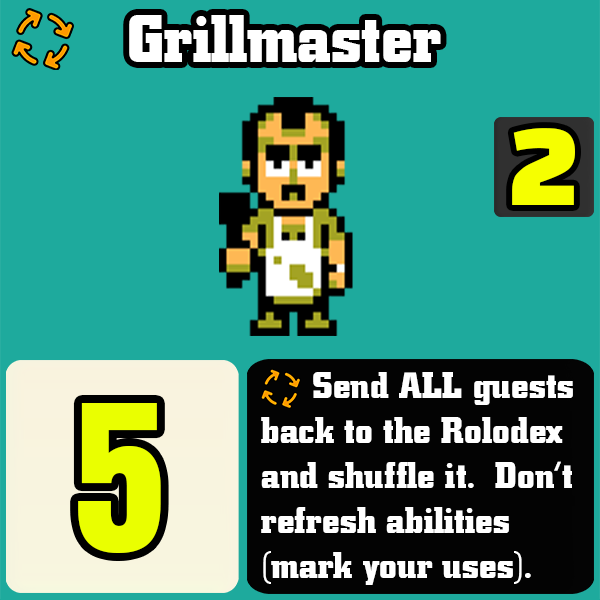 Grillmaster
2
5
Send ALL guests
back to the Rolodex
and shuffle it. Don't
refresh abilities
(mark your uses).